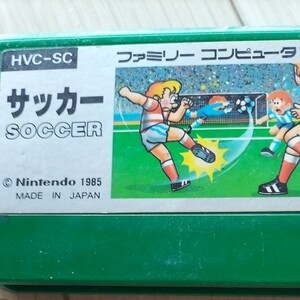 HVC-SC
ファミリー コンピュータ
サッカー
SOCCER
© Nintendo 1985
MADE IN JAPAN